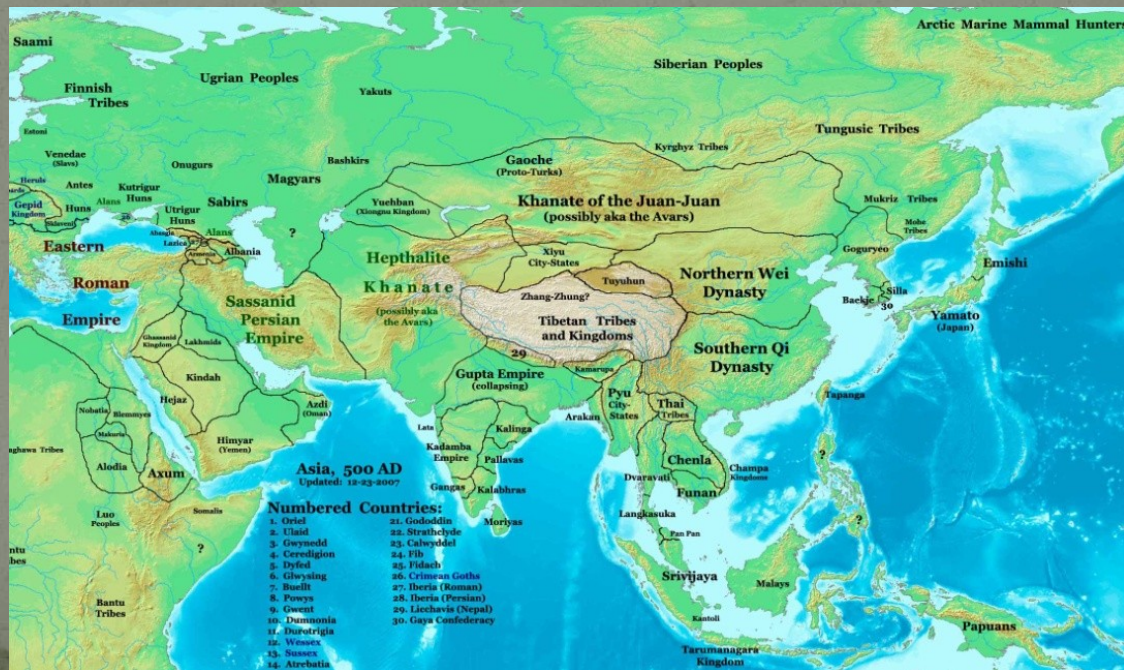 Arctic Marine Mammal Hunters
Saami
Siberian Peoples
Ugrian Peoples
Finnish
Tribes
Yakuts
Estoni
Tungusic Tribes
Kyrghyz Tribes
Venedae
(Slavs)
Onugurs
Bashkirs
Gaoche
(Proto-Turks)
Heruls
Antes
Kutrigur
Huns
Magyars
Gepid
Kingdom
Huns
Alans
Sabirs
Yuehban
(Xiongnu Kingdom)
Khanate of the Juan-Juan
(possibly aka the Avars)
Mukriz Tribes
Sklaveni
26
Utrigur
Huns
Mohe
Tribes
Abasgia
Alans
?
Lazica
Albania
Armenia
Eastern
Roman
Empire
Hepthalite
Khanate
(possibly aka
the Avars)
Xiyu
City-States
Goguryeo
Emishi
Tuyuhun
Northern Wei
Dynasty
Silla
Baekje
30
Zhang-Zhung?
Sassanid
Persian
Empire
Yamato
(Japan)
Tibetan Tribes
and Kingdoms
Ghassanid
Kingdom
Lakhmids
Southern Qi
Dynasty
29
Kamarupa
Gupta Empire
(collapsing)
Kindah
Pyu
City-
States
Thai
Tribes
Tapanga
Hejaz
Azdi
(Oman)
Nobatia
Blemmyes
Arakan
Lata
Kalinga
Makuria
Himyar
(Yemen)
Kadamba
Empire
?
aghawa Tribes
Alodia
Axum
Pallavas
Chenla
Champa
Kingdoms
Asia, 500 AD
Updated: 12-23-2007
Dvaravati
Gangas
Kalabhras
Funan
Luo
Peoples
Somalis
Langkasuka
Moriyas
?
?
Pan Pan
Srivijaya
Malays
Bantu
Tribes
Kantoli
Papuans
Tarumanagara
Kingdom
Numbered Countries:
1. Oriel
2. Ulaid
3. Gwynedd
4. Ceredigion
5. Dyfed
6. Glwysing
7. Buellt
8. Powys
9. Gwent
10. Dumnonia
11. Durotrigia
12. Wessex
13. Sussex
14. Atrebatia
21. Gododdin
22. Strathclyde
23. Calwyddel
24. Fib
25. Fidach
26. Crimean Goths
27. Iberia (Roman)
28. Iberia (Persian)
29. Licchavis (Nepal)
30. Gaya Confederacy